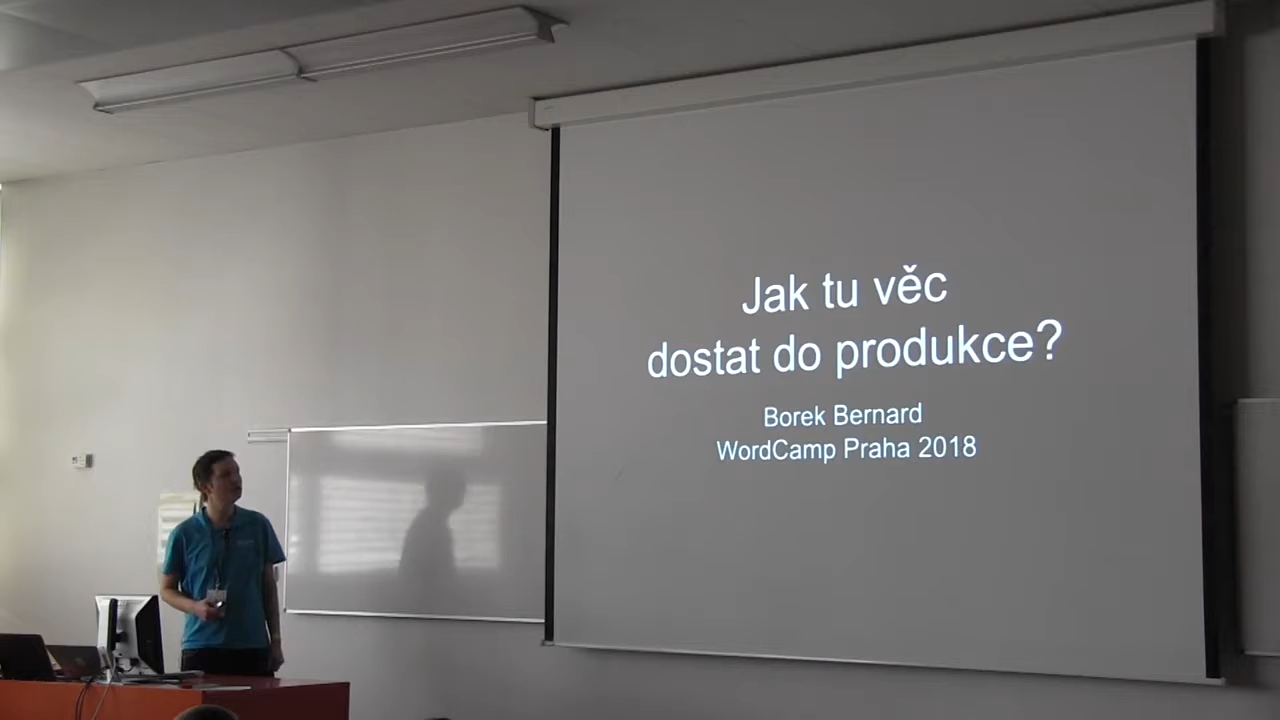 Jak tu věc
dostat do produkce?
Borek Bernard
WordCamp Praha 2018